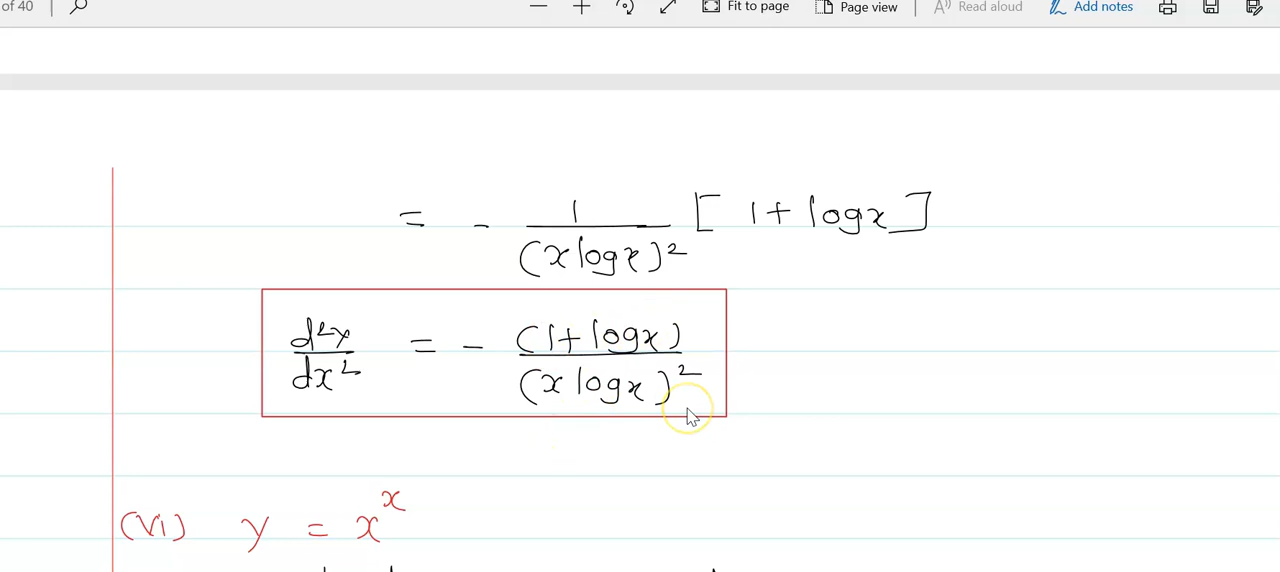 of 40 Fit to page Page view Read aloud Add notes
= - 1/(x log x)² [1 + log x]
d²y/dx² = - (1 + log x)/(x log x)²
(vi) y = x^x